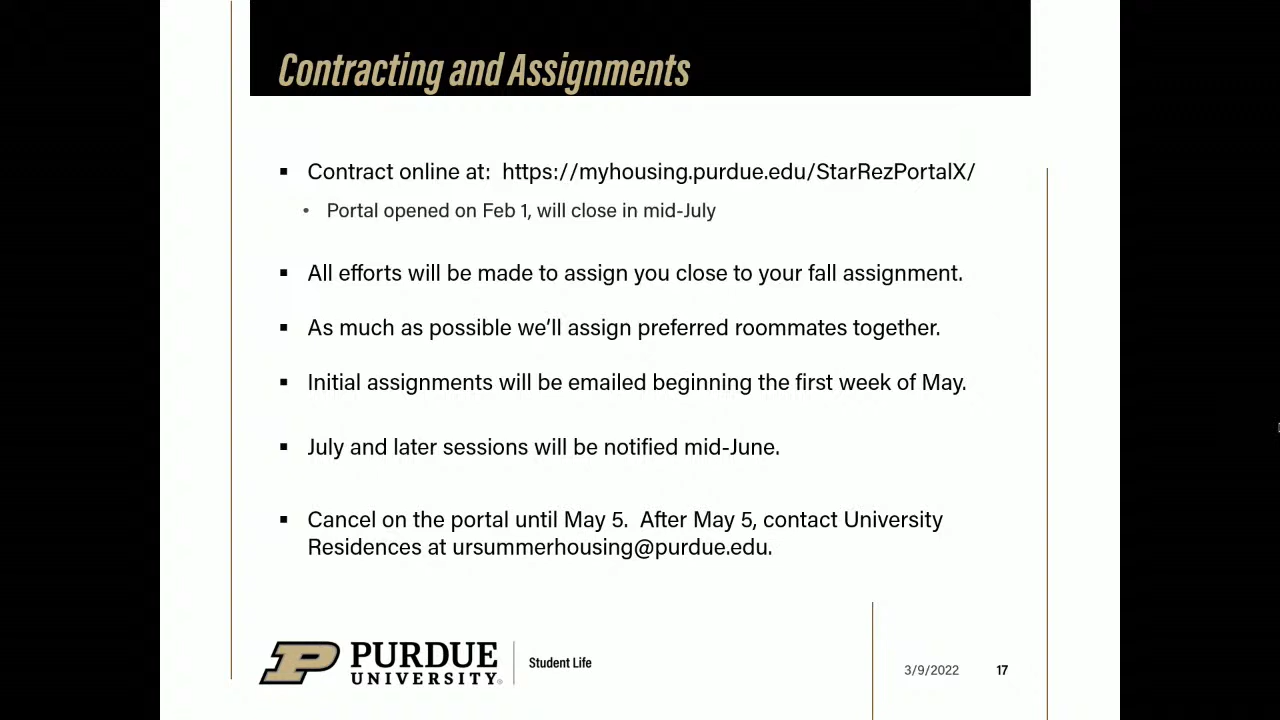 Contracting and Assignments
▪ Contract online at: https://myhousing.purdue.edu/StarRezPortalX/
• Portal opened on Feb 1, will close in mid-July
▪ All efforts will be made to assign you close to your fall assignment.
▪ As much as possible we'll assign preferred roommates together.
▪ Initial assignments will be emailed beginning the first week of May.
▪ July and later sessions will be notified mid-June.
▪ Cancel on the portal until May 5. After May 5, contact University
Residences at ursummerhousing@purdue.edu.
P PURDUE
UNIVERSITY®
Student Life
3/9/2022 17